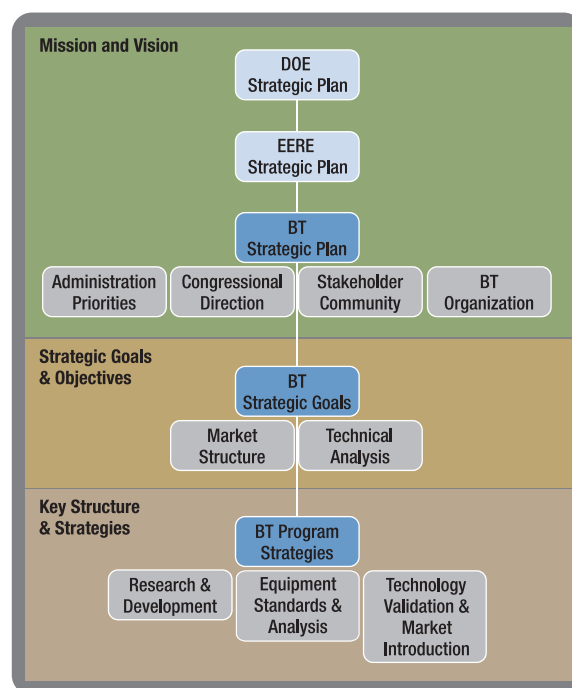 Mission and Vision
DOE
Strategic Plan
EERE
Strategic Plan
BT
Strategic Plan
Administration
Priorities
Congressional
Direction
Stakeholder
Community
BT
Organization
Strategic Goals
& Objectives
BT
Strategic Goals
Market
Structure
Technical
Analysis
Key Structure
& Strategies
BT Program
Strategies
Research &
Development
Equipment
Standards &
Analysis
Technology
Validation &
Market
Introduction